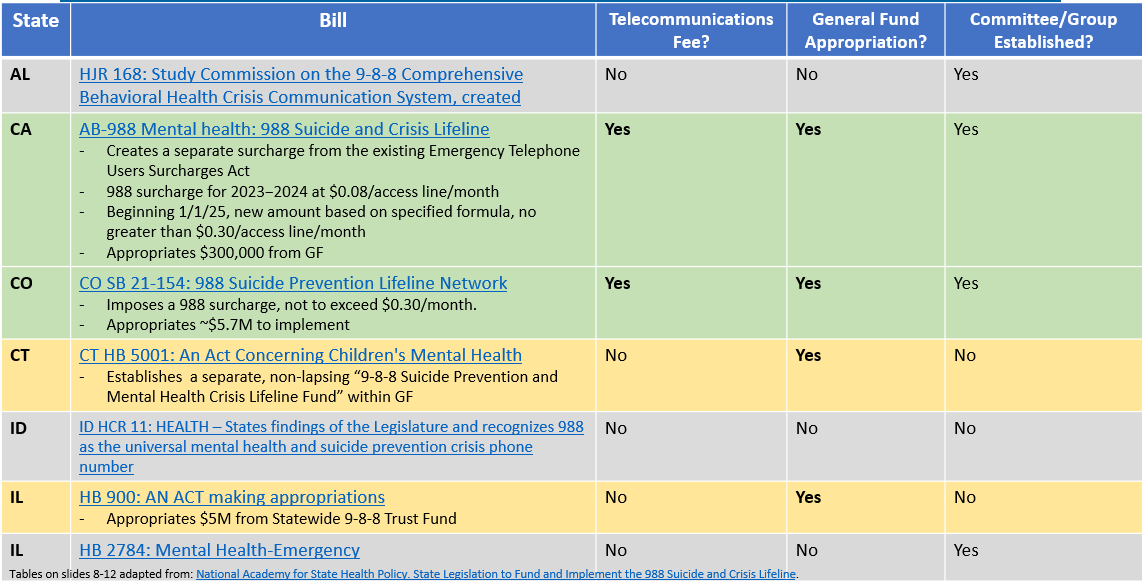 State Bill Telecommunications Fee? General Fund Appropriation? Committee/Group Established?
AL HJR 168: Study Commission on the 9-8-8 Comprehensive No No Yes
Behavioral Health Crisis Communication System, created
CA AB-988 Mental health: 988 Suicide and Crisis Lifeline Yes Yes Yes
- Creates a separate surcharge from the existing Emergency Telephone
Users Surcharges Act
- 988 surcharge for 2023–2024 at $0.08/access line/month
- Beginning 1/1/25, new amount based on specified formula, no
greater than $0.30/access line/month
- Appropriates $300,000 from GF
CO CO SB 21-154: 988 Suicide Prevention Lifeline Network Yes Yes Yes
- Imposes a 988 surcharge, not to exceed $0.30/month.
- Appropriates ~$5.7M to implement
CT CT HB 5001: An Act Concerning Children's Mental Health No Yes No
- Establishes a separate, non-lapsing “9-8-8 Suicide Prevention and
Mental Health Crisis Lifeline Fund” within GF
ID ID HCR 11: HEALTH – States findings of the Legislature and recognizes 988 No No No
as the universal mental health and suicide prevention crisis phone
number
IL HB 900: AN ACT making appropriations No Yes No
- Appropriates $5M from Statewide 9-8-8 Trust Fund
IL HB 2784: Mental Health-Emergency No No Yes
Tables on slides 8-12 adapted from: National Academy for State Health Policy. State Legislation to Fund and Implement the 988 Suicide and Crisis Lifeline.